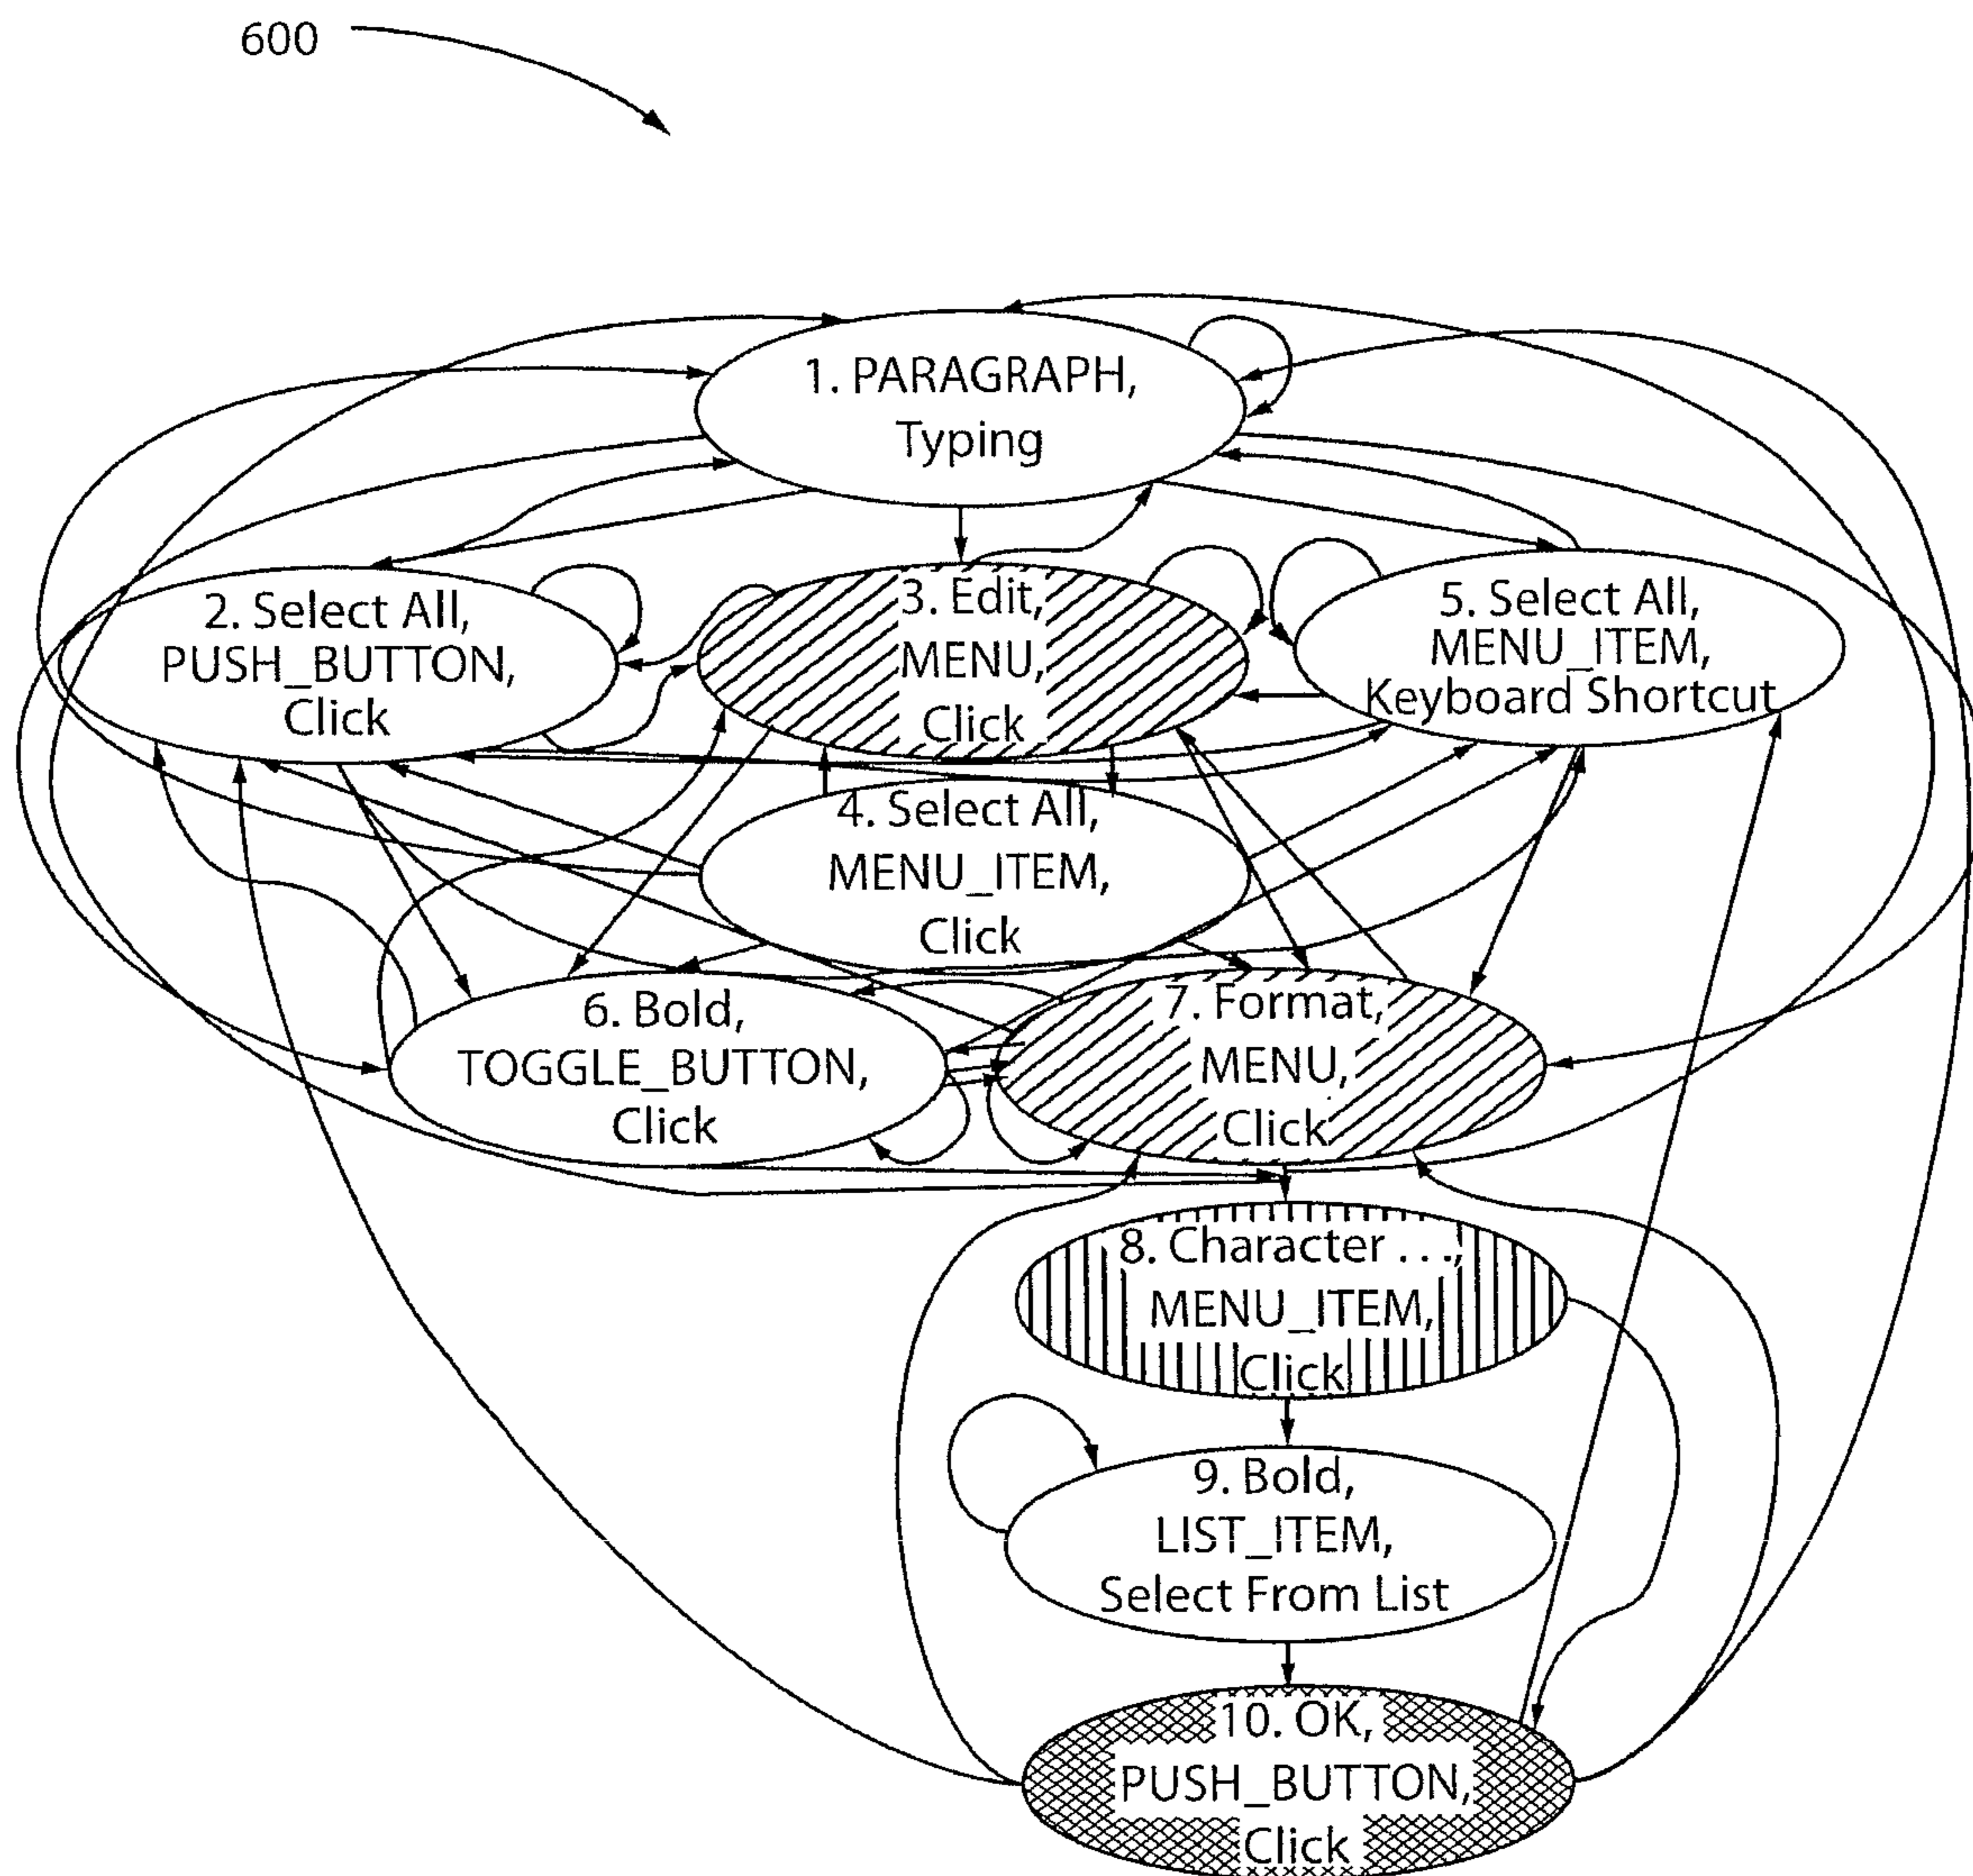 600
1. PARAGRAPH,
Typing
2. Select All,
PUSH_BUTTON,
Click
3. Edit,
MENU,
Click
5. Select All,
MENU_ITEM,
Keyboard Shortcut
4. Select All,
MENU_ITEM,
Click
6. Bold,
TOGGLE_BUTTON,
Click
7. Format,
MENU,
Click
8. Character . . .,
MENU_ITEM,
Click
9. Bold,
LIST_ITEM,
Select From List
10. OK,
PUSH_BUTTON,
Click